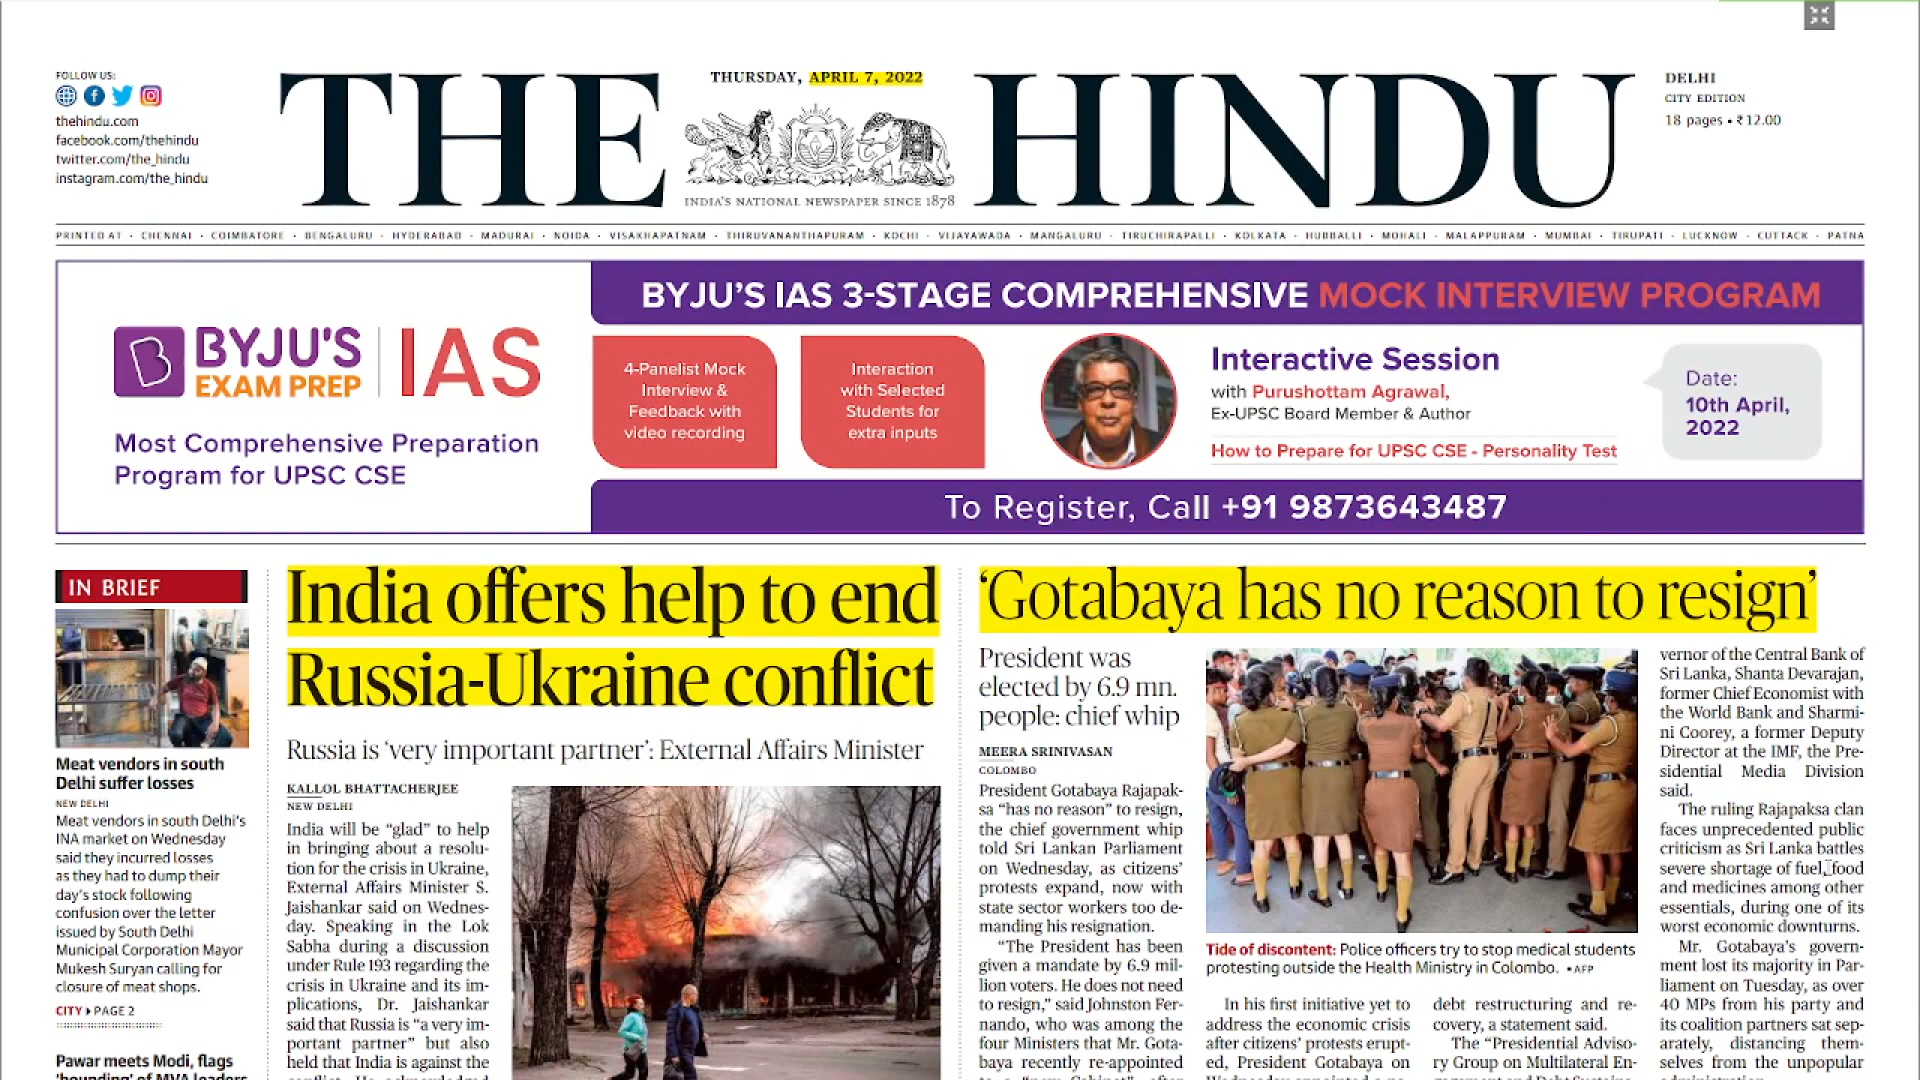 FOLLOW US:
thehindu.com
facebook.com/thehindu
twitter.com/the_hindu
instagram.com/the_hindu
THE HINDU
THURSDAY, APRIL 7, 2022
INDIA'S NATIONAL NEWSPAPER SINCE 1878
DELHI
CITY EDITION
18 pages • ₹12.00
PRINTED AT · CHENNAI · COIMBATORE · BENGALURU · HYDERABAD · MADURAI · NOIDA · VISAKHAPATNAM · THIRUVANANTHAPURAM · KOCHI · VIJAYAWADA · MANGALURU · TIRUCHIRAPALLI · KOLKATA · HUBBALLI · MOHALI · MALAPPURAM · MUMBAI · TIRUPATI · LUCKNOW · CUTTACK · PATNA
BYJU'S
EXAM PREP
IAS
Most Comprehensive Preparation
Program for UPSC CSE
BYJU'S IAS 3-STAGE COMPREHENSIVE MOCK INTERVIEW PROGRAM
4-Panelist Mock
Interview &
Feedback with
video recording
Interaction
with Selected
Students for
extra inputs
Interactive Session
with Purushottam Agrawal,
Ex-UPSC Board Member & Author
How to Prepare for UPSC CSE - Personality Test
Date:
10th April,
2022
To Register, Call +91 9873643487
IN BRIEF
Meat vendors in south
Delhi suffer losses
NEW DELHI
Meat vendors in south Delhi's
INA market on Wednesday
said they incurred losses
as they had to dump their
day's stock following
confusion over the letter
issued by South Delhi
Municipal Corporation Mayor
Mukesh Suryan calling for
closure of meat shops.
CITY PAGE 2
Pawar meets Modi, flags
'hounding' of MVA leaders
India offers help to end
Russia-Ukraine conflict
Russia is 'very important partner': External Affairs Minister
KALLOL BHATTACHERJEE
NEW DELHI
India will be "glad" to help
in bringing about a resolu-
tion for the crisis in Ukraine,
External Affairs Minister S.
Jaishankar said on Wednes-
day. Speaking in the Lok
Sabha during a discussion
under Rule 193 regarding the
crisis in Ukraine and its im-
plications, Dr. Jaishankar
said that Russia is "a very im-
portant partner" but also
held that India is against the
'Gotabaya has no reason to resign'
President was
elected by 6.9 mn.
people: chief whip
MEERA SRINIVASAN
COLOMBO
President Gotabaya Rajapak-
sa "has no reason" to resign,
the chief government whip
told Sri Lankan Parliament
on Wednesday, as citizens'
protests expand, now with
state sector workers too de-
manding his resignation.
"The President has been
given a mandate by 6.9 mil-
lion voters. He does not need
to resign," said Johnston Fer-
nando, who was among the
four Ministers that Mr. Gota-
baya recently re-appointed
Tide of discontent: Police officers try to stop medical students
protesting outside the Health Ministry in Colombo. • AFP
In his first initiative yet to
address the economic crisis
after citizens' protests erupt-
ed, President Gotabaya on
debt restructuring and re-
covery, a statement said.
The "Presidential Adviso-
ry Group on Multilateral En-
vernor of the Central Bank of
Sri Lanka, Shanta Devarajan,
former Chief Economist with
the World Bank and Sharmi-
ni Coorey, a former Deputy
Director at the IMF, the Pre-
sidential Media Division
said.
The ruling Rajapaksa clan
faces unprecedented public
criticism as Sri Lanka battles
severe shortage of fuel, food
and medicines among other
essentials, during one of its
worst economic downturns.
Mr. Gotabaya's govern-
ment lost its majority in Par-
liament on Tuesday, as over
40 MPs from his party and
its coalition partners sat sep-
arately, distancing them-
selves from the unpopular